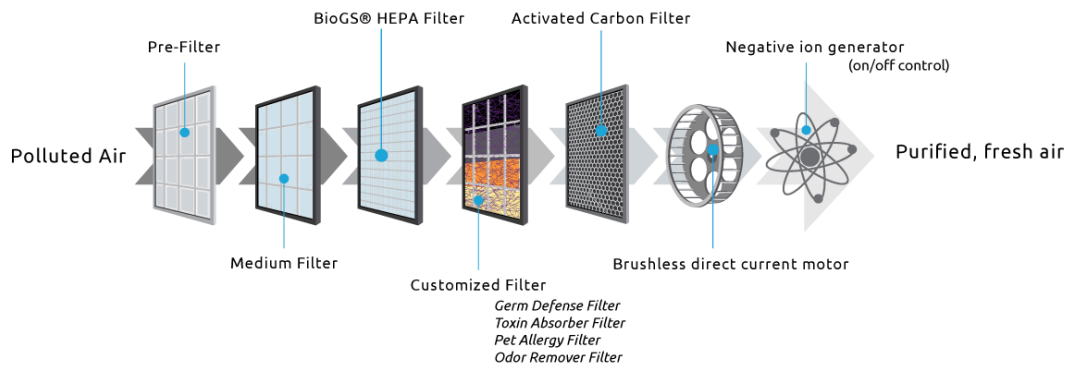 BioGS® HEPA Filter
Activated Carbon Filter
Pre-Filter
Negative ion generator
(on/off control)
Polluted Air
Purified, fresh air
Medium Filter
Brushless direct current motor
Customized Filter
Germ Defense Filter
Toxin Absorber Filter
Pet Allergy Filter
Odor Remover Filter